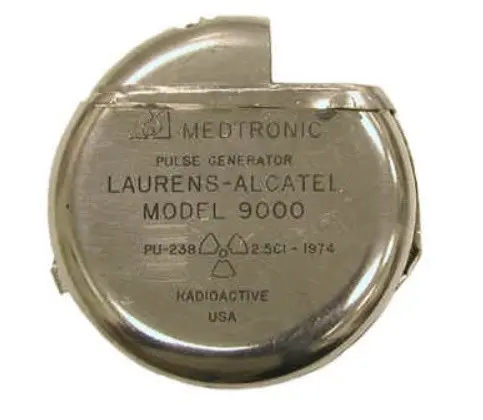 MEDTRONIC
PULSE GENERATOR
LAURENS-ALCATEL
MODEL 9000
PU-238 2.5CI - 1974
RADIOACTIVE
USA